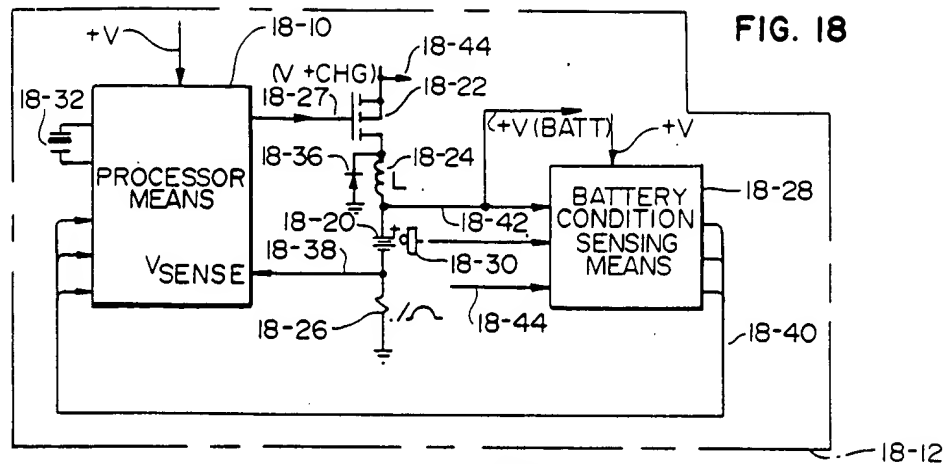 FIG. 18
+V
18-10
18-44
(V +CHG)
18-27
18-22
18-32
+V (BATT)
+V
18-36
18-24
L
18-28
PROCESSOR
MEANS
BATTERY
CONDITION
SENSING
MEANS
18-20
+
18-42
18-38
18-30
VSENSE
18-26
.1Ω
18-44
18-40
18-12